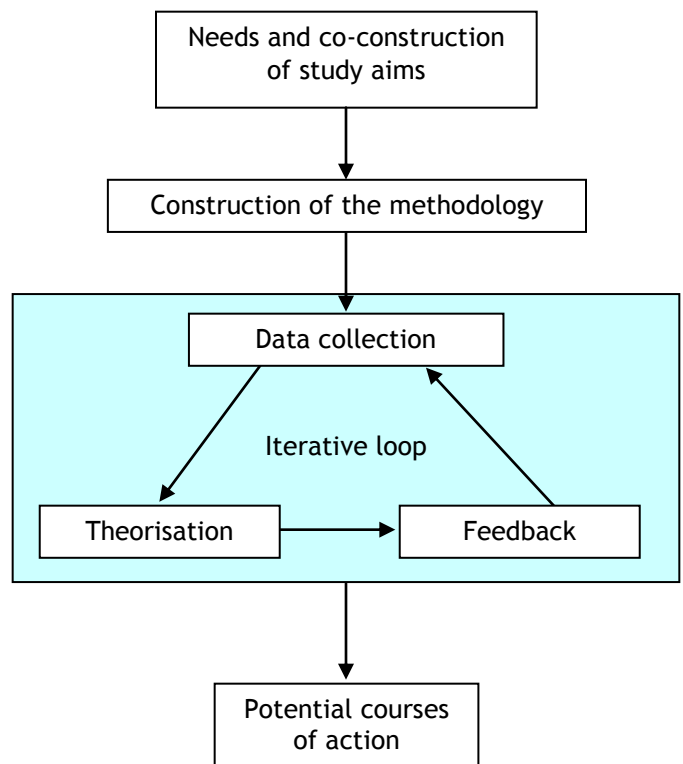 Needs and co-construction
of study aims
Construction of the methodology
Data collection
Iterative loop
Theorisation
Feedback
Potential courses
of action